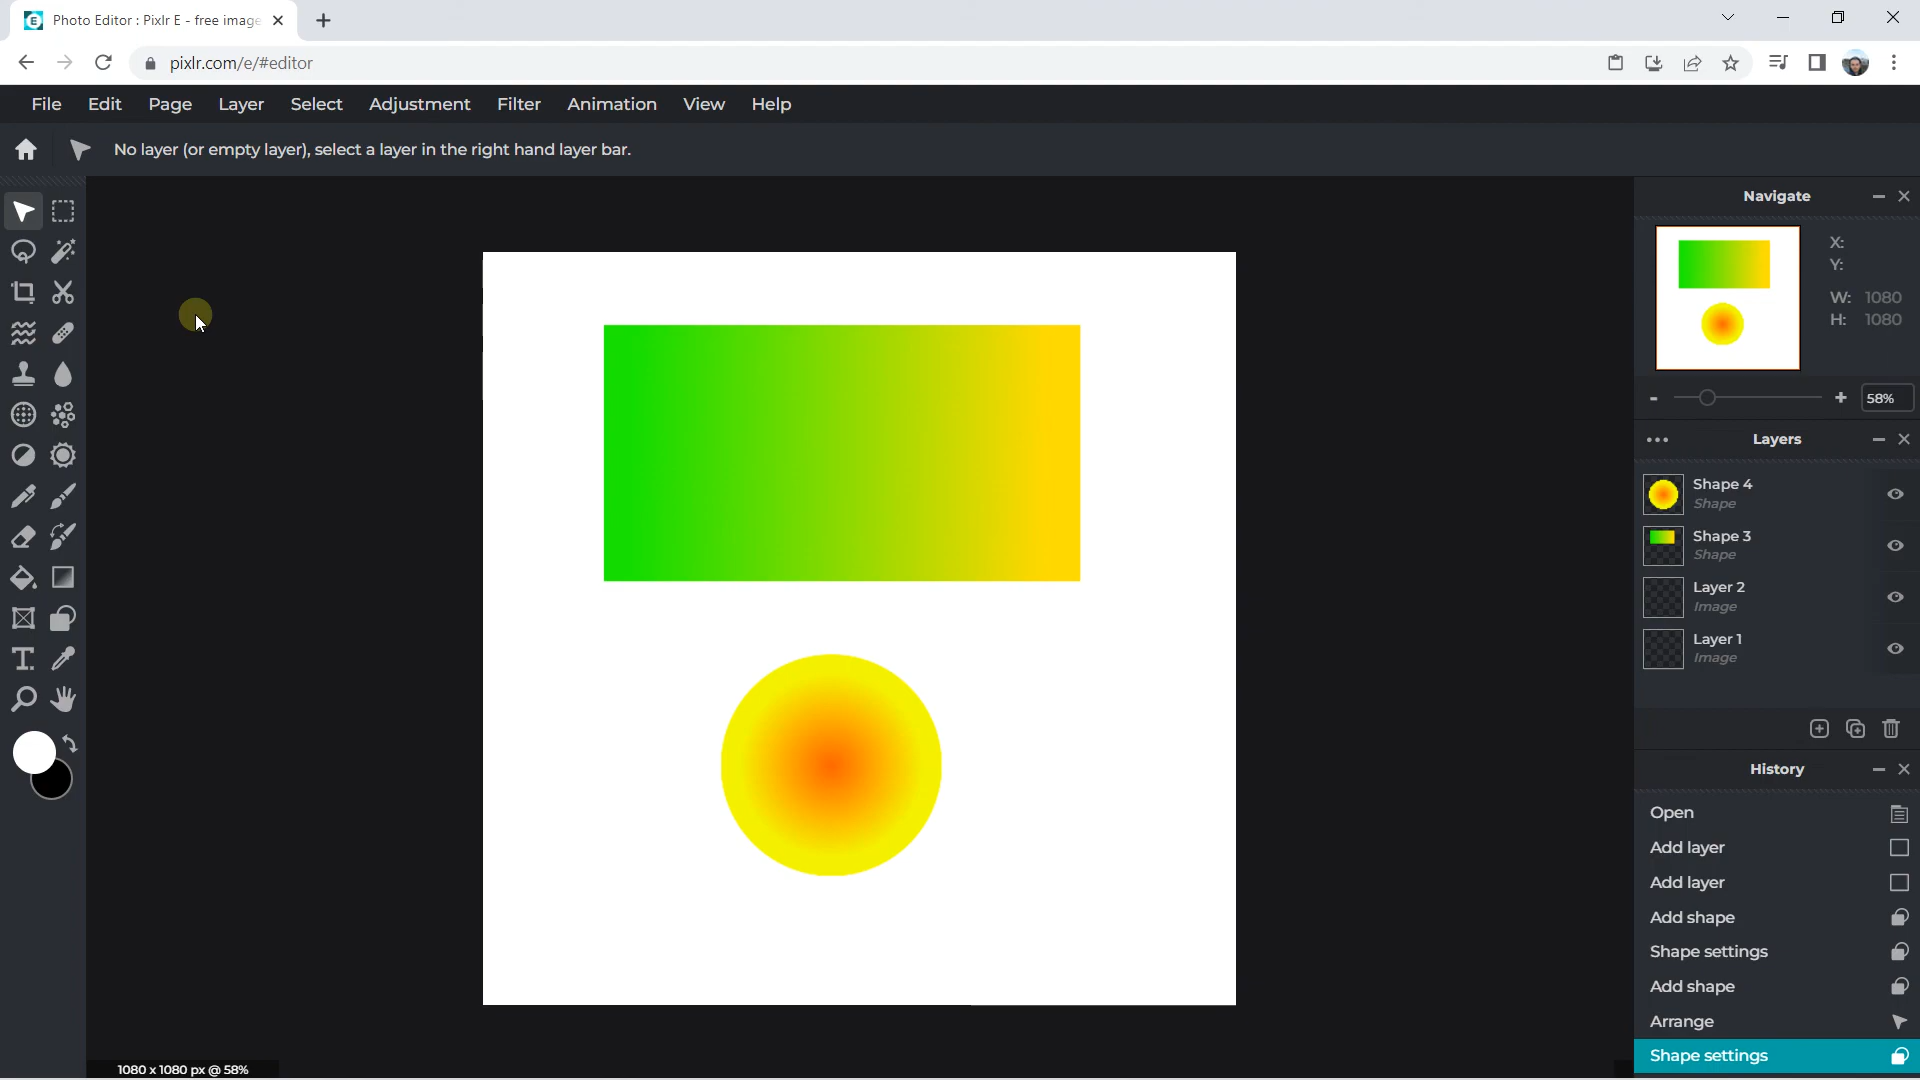 Photo Editor : Pixlr E - free image
pixlr.com/e/#editor
File Edit Page Layer Select Adjustment Filter Animation View Help
No layer (or empty layer), select a layer in the right hand layer bar.
Navigate
X:
Y:
W: 1080
H: 1080
- + 58%
Layers
Shape 4
Shape
Shape 3
Shape
Layer 2
Image
Layer 1
Image
History
Open
Add layer
Add layer
Add shape
Shape settings
Add shape
Arrange
Shape settings
1080 x 1080 px @ 58%